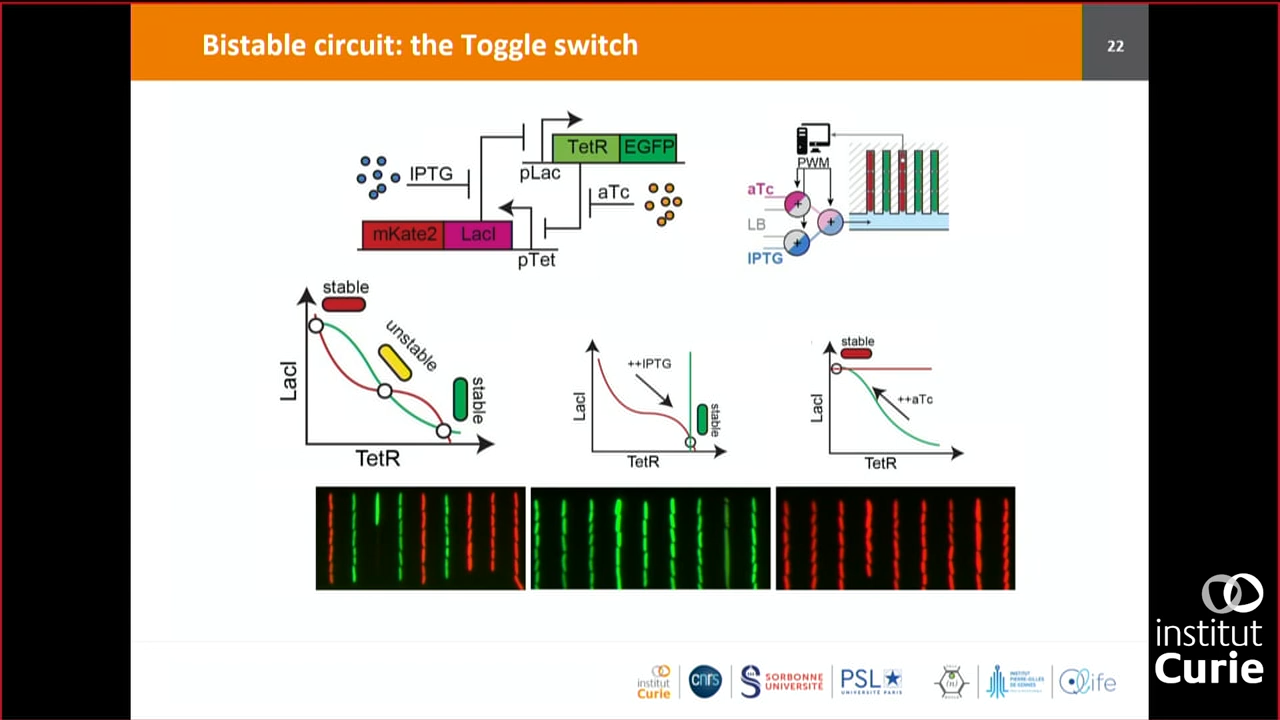 Bistable circuit: the Toggle switch
22
TetR EGFP
IPTG
pLac
aTc
mKate2 LacI
pTet
PWM
aTc
LB
IPTG
stable
unstable
stable
LacI
TetR
++IPTG
stable
LacI
TetR
stable
++aTc
LacI
TetR
institut
Curie
cnrs
SORBONNE
UNIVERSITÉ
PSL
UNIVERSITÉ PARIS
INSTITUT
PIERRE-GILLES
DE GENNES
life
institut
Curie